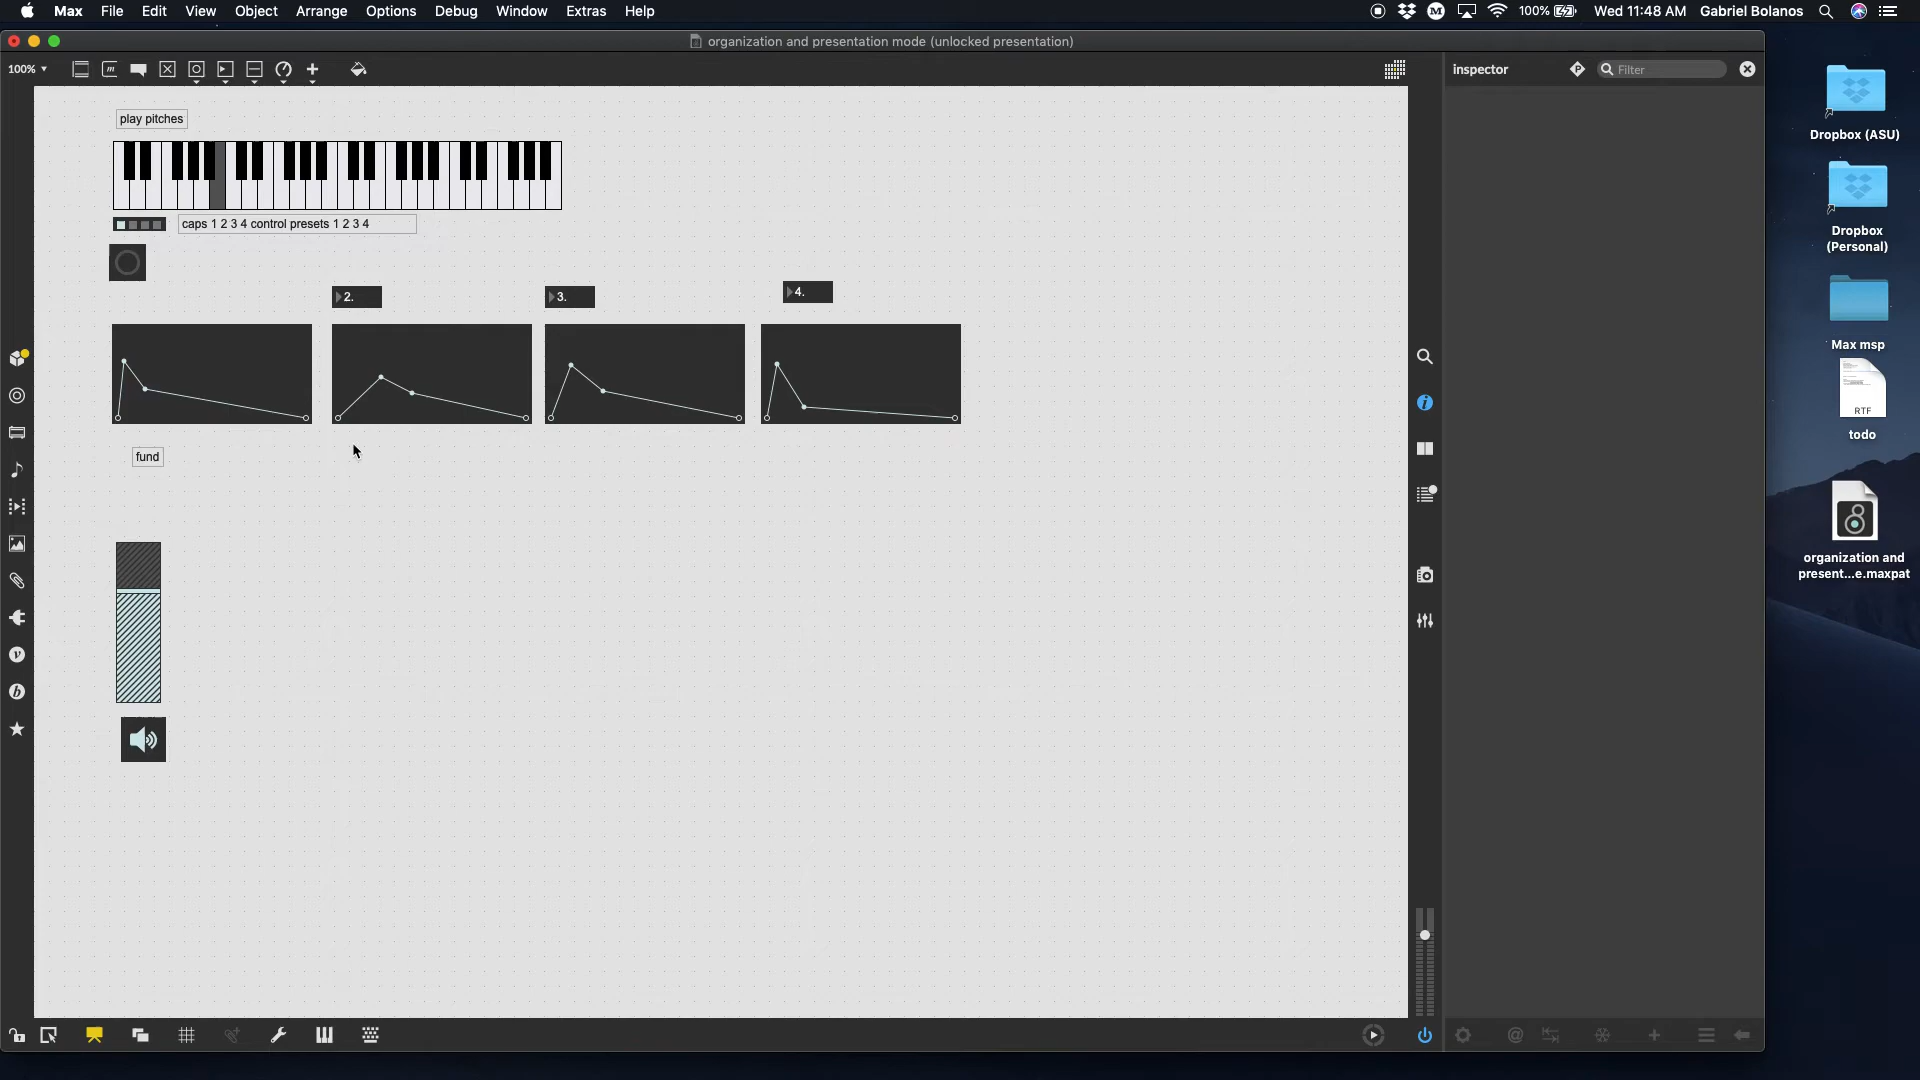 Max File Edit View Object Arrange Options Debug Window Extras Help
100% Wed 11:48 AM Gabriel Bolanos
organization and presentation mode (unlocked presentation)
100%
inspector
Filter
play pitches
caps 1 2 3 4 control presets 1 2 3 4
2.
3.
4.
fund
Dropbox (ASU)
Dropbox
(Personal)
Max msp
RTF
todo
organization and
present...e.maxpat